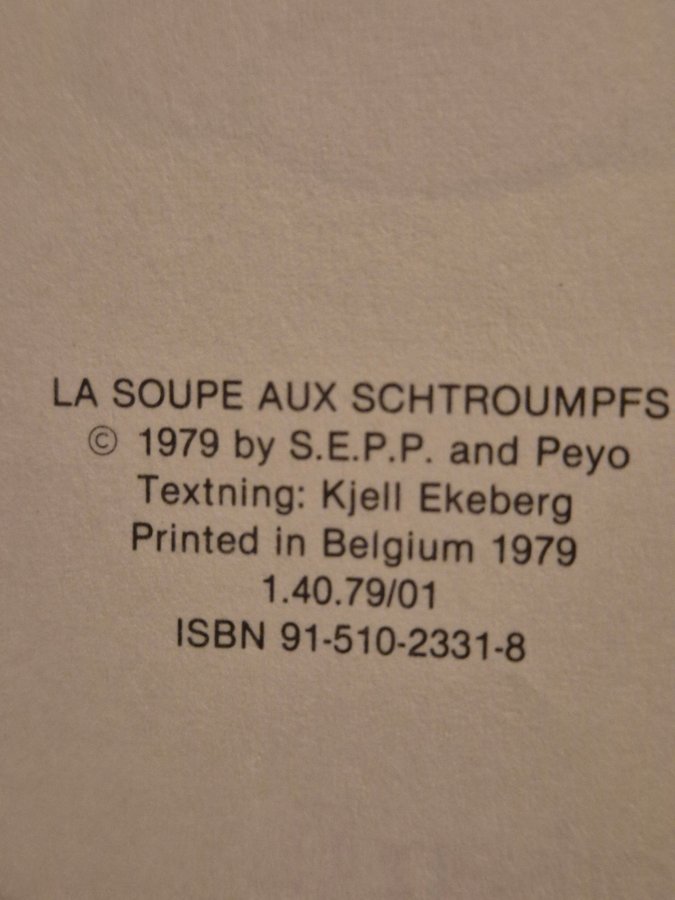 LA SOUPE AUX SCHTROUMPFS
© 1979 by S.E.P.P. and Peyo
Textning: Kjell Ekeberg
Printed in Belgium 1979
1.40.79/01
ISBN 91-510-2331-8